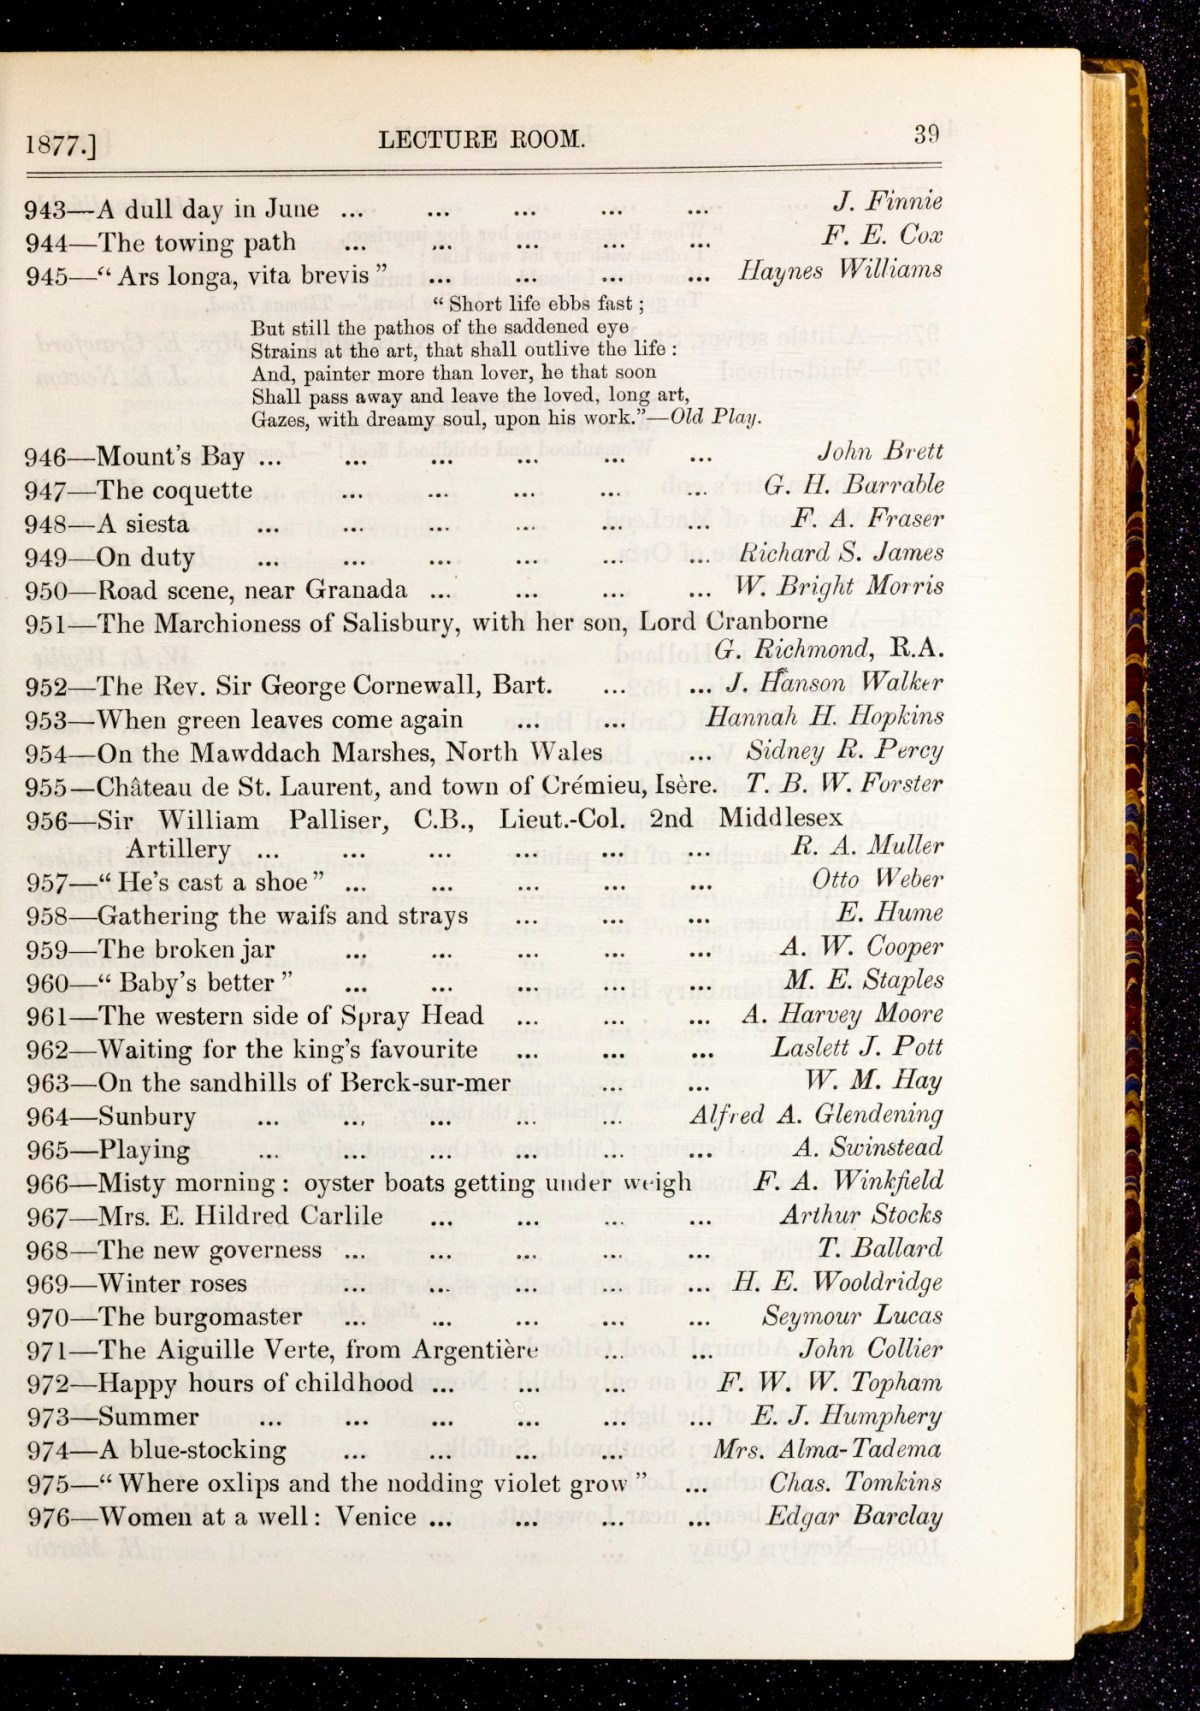 1877.] LECTURE ROOM. 39
943—A dull day in June ... ... ... ... ... J. Finnie
944—The towing path ... ... ... ... ... F. E. Cox
945—“ Ars longa, vita brevis ” ... ... ... ... Haynes Williams
“ Short life ebbs fast ;
But still the pathos of the saddened eye
Strains at the art, that shall outlive the life :
And, painter more than lover, he that soon
Shall pass away and leave the loved, long art,
Gazes, with dreamy soul, upon his work.”—Old Play.
946—Mount’s Bay ... ... ... ... ... ... John Brett
947—The coquette ... ... ... ... ... G. H. Barrable
948—A siesta ... ... ... ... ... ... F. A. Fraser
949—On duty ... ... ... ... ... ... Richard S. James
950—Road scene, near Granada ... ... ... ... W. Bright Morris
951—The Marchioness of Salisbury, with her son, Lord Cranborne
G. Richmond, R.A.
952—The Rev. Sir George Cornewall, Bart. ... ... J. Hanson Walker
953—When green leaves come again ... ... Hannah H. Hopkins
954—On the Mawddach Marshes, North Wales ... Sidney R. Percy
955—Château de St. Laurent, and town of Crémieu, Isère. T. B. W. Forster
956—Sir William Palliser, C.B., Lieut.-Col. 2nd Middlesex
Artillery ... ... ... ... ... ... R. A. Muller
957—“ He’s cast a shoe ” ... ... ... ... ... Otto Weber
958—Gathering the waifs and strays ... ... ... E. Hume
959—The broken jar ... ... ... ... ... A. W. Cooper
960—“ Baby’s better ” ... ... ... ... ... M. E. Staples
961—The western side of Spray Head ... ... ... A. Harvey Moore
962—Waiting for the king’s favourite ... ... ... Laslett J. Pott
963—On the sandhills of Berck-sur-mer ... ... W. M. Hay
964—Sunbury ... ... ... ... ... Alfred A. Glendening
965—Playing ... ... ... ... ... ... A. Swinstead
966—Misty morning : oyster boats getting under weigh F. A. Winkfield
967—Mrs. E. Hildred Carlile ... ... ... ... Arthur Stocks
968—The new governess ... ... ... ... ... T. Ballard
969—Winter roses ... ... ... ... ... H. E. Wooldridge
970—The burgomaster ... ... ... ... ... Seymour Lucas
971—The Aiguille Verte, from Argentière ... ... John Collier
972—Happy hours of childhood ... ... ... F. W. W. Topham
973—Summer ... ... ... ... ... ... E. J. Humphery
974—A blue-stocking ... ... ... ... Mrs. Alma-Tadema
975—“ Where oxlips and the nodding violet grow ” ... Chas. Tomkins
976—Women at a well : Venice ... ... ... ... Edgar Barclay